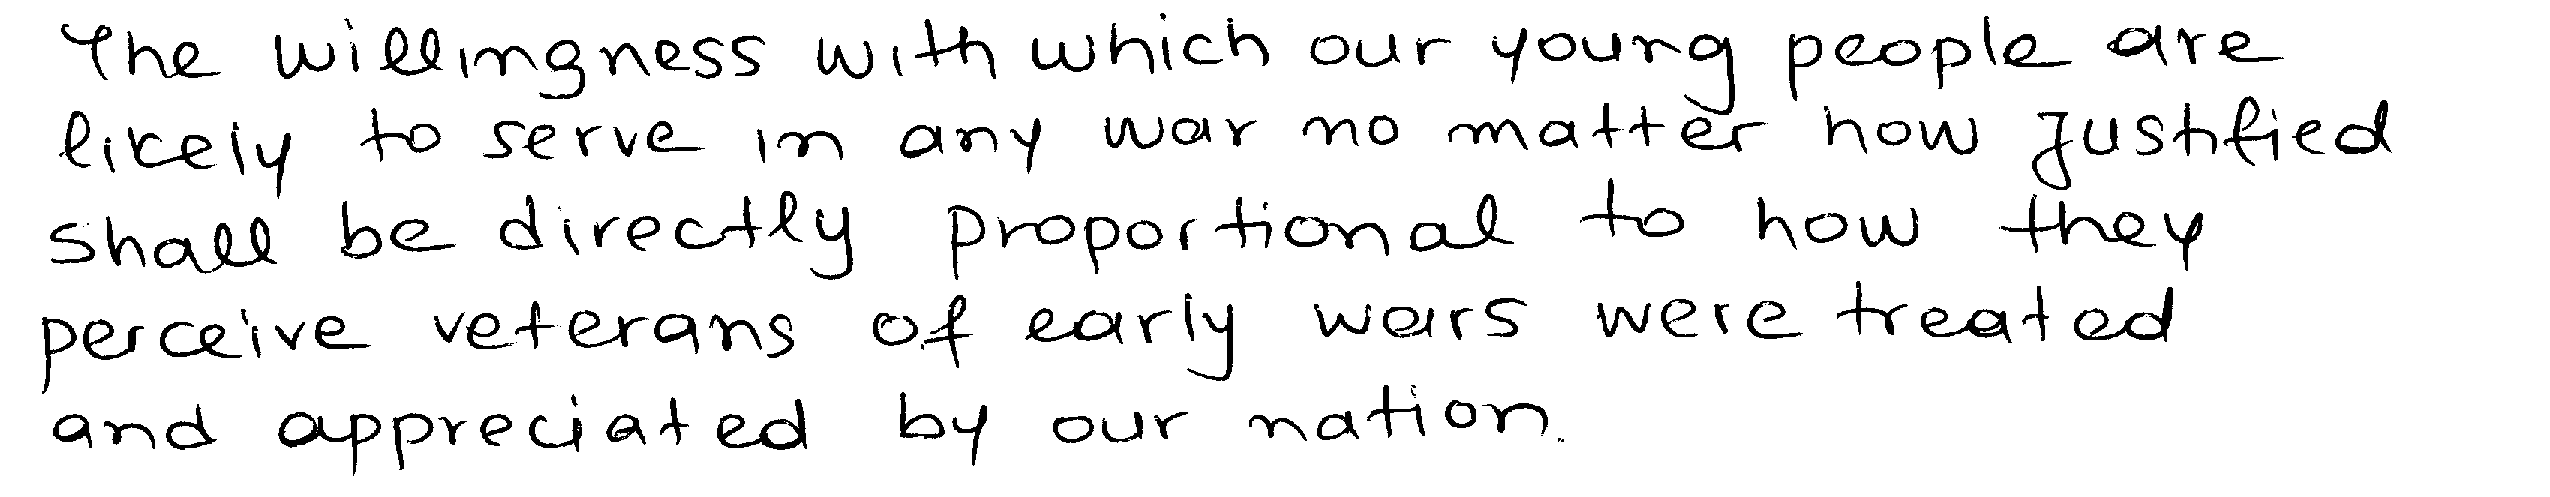 The willingness with which our young people are
likely to serve in any war no matter how justified
shall be directly proportional to how they
perceive veterans of early wars were treated
and appreciated by our nation.